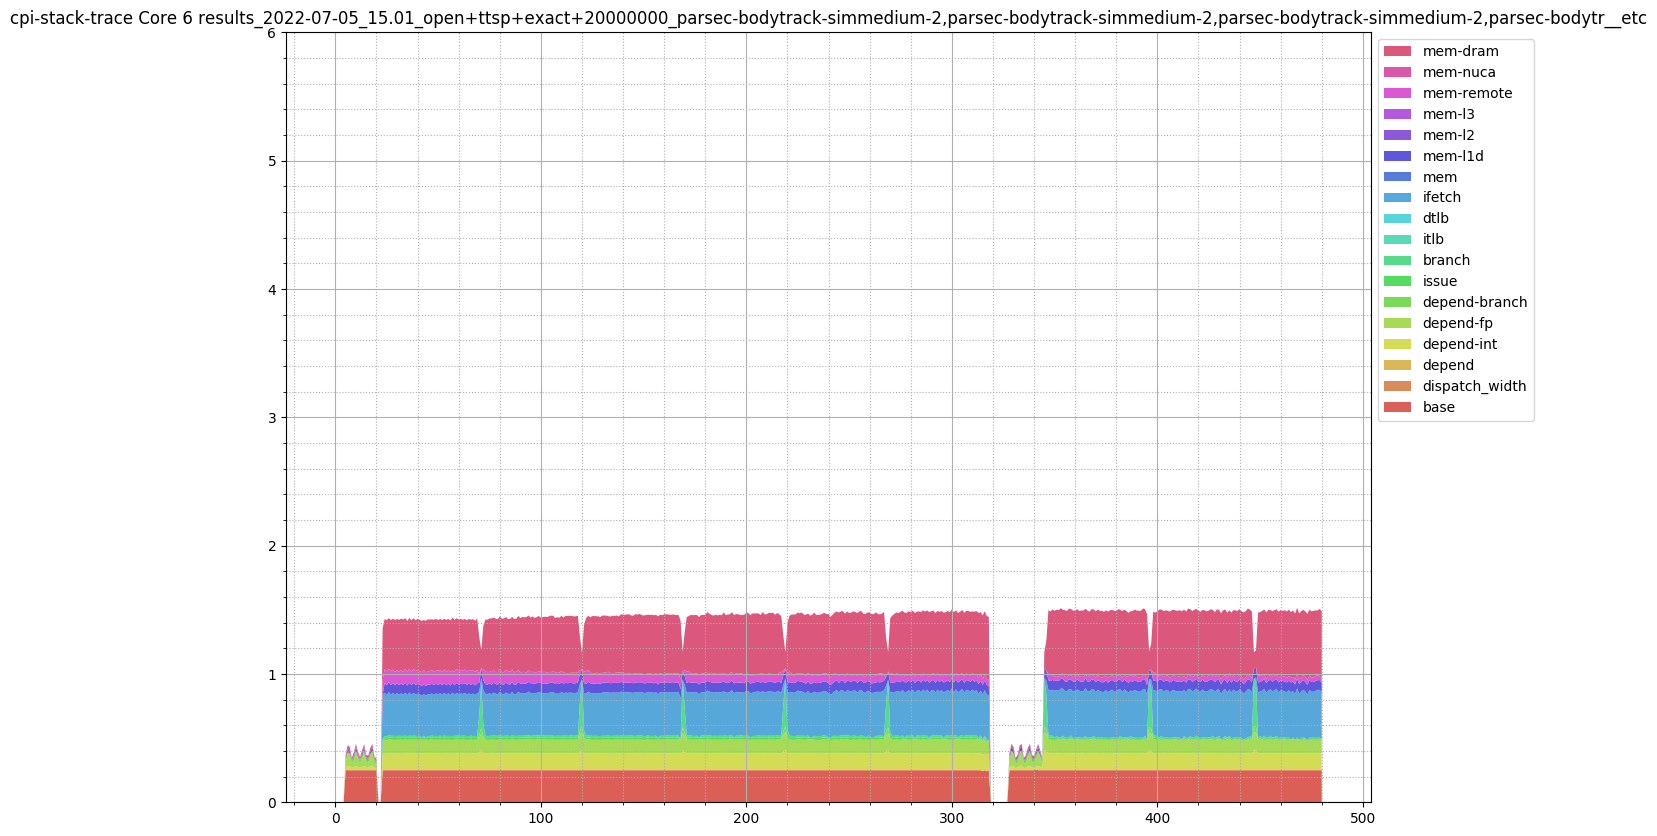 cpi-stack-trace Core 6 results_2022-07-05_15.01_open+ttsp+exact+20000000_parsec-bodytrack-simmedium-2,parsec-bodytrack-simmedium-2,parsec-bodytrack-simmedium-2,parsec-bodytr__etc
6
5
4
3
2
1
0
0 100 200 300 400 500
mem-dram
mem-nuca
mem-remote
mem-l3
mem-l2
mem-l1d
mem
ifetch
dtlb
itlb
branch
issue
depend-branch
depend-fp
depend-int
depend
dispatch_width
base